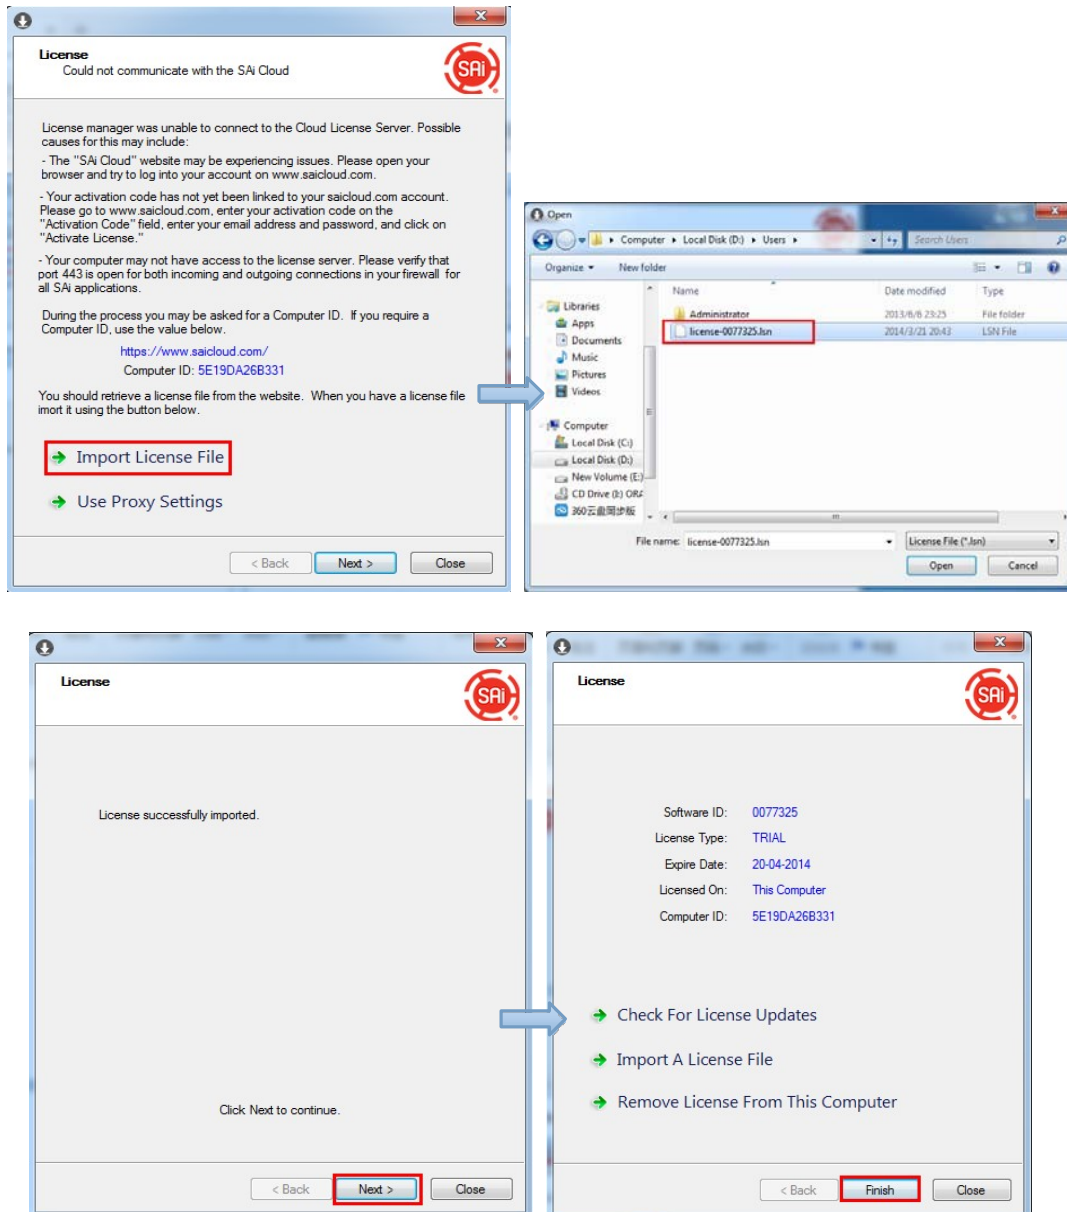 License
Could not communicate with the SAi Cloud
SAi
License manager was unable to connect to the Cloud License Server. Possible
causes for this may include:
- The "SAi Cloud" website may be experiencing issues. Please open your
browser and try to log into your account on www.saicloud.com.
- Your activation code has not yet been linked to your saicloud.com account.
Please go to www.saicloud.com, enter your activation code on the
"Activation Code" field, enter your email address and password, and click on
"Activate License."
- Your computer may not have access to the license server. Please verify that
port 443 is open for both incoming and outgoing connections in your firewall for
all SAi applications.
During the process you may be asked for a Computer ID. If you require a
Computer ID, use the value below.
https://www.saicloud.com/
Computer ID: 5E19DA26B331
You should retrieve a license file from the website. When you have a license file
imort it using the button below.
Import License File
Use Proxy Settings
< Back Next > Close
Open
Computer Local Disk (D:) Users Search Users
Organize New folder
Name Date modified Type
Libraries
Apps
Documents
Music
Pictures
Videos
Computer
Local Disk (C:)
Local Disk (D:)
New Volume (E:)
CD Drive (I:) ORA
360云盘同步版
Administrator 2013/6/6 23:25 File folder
license-0077325.lsn 2014/3/21 20:43 LSN File
File name: license-0077325.lsn License File (*.lsn)
Open Cancel
License
SAi
License successfully imported.
Click Next to continue.
< Back Next > Close
License
SAi
Software ID: 0077325
License Type: TRIAL
Expire Date: 20-04-2014
Licensed On: This Computer
Computer ID: 5E19DA26B331
Check For License Updates
Import A License File
Remove License From This Computer
< Back Finish Close